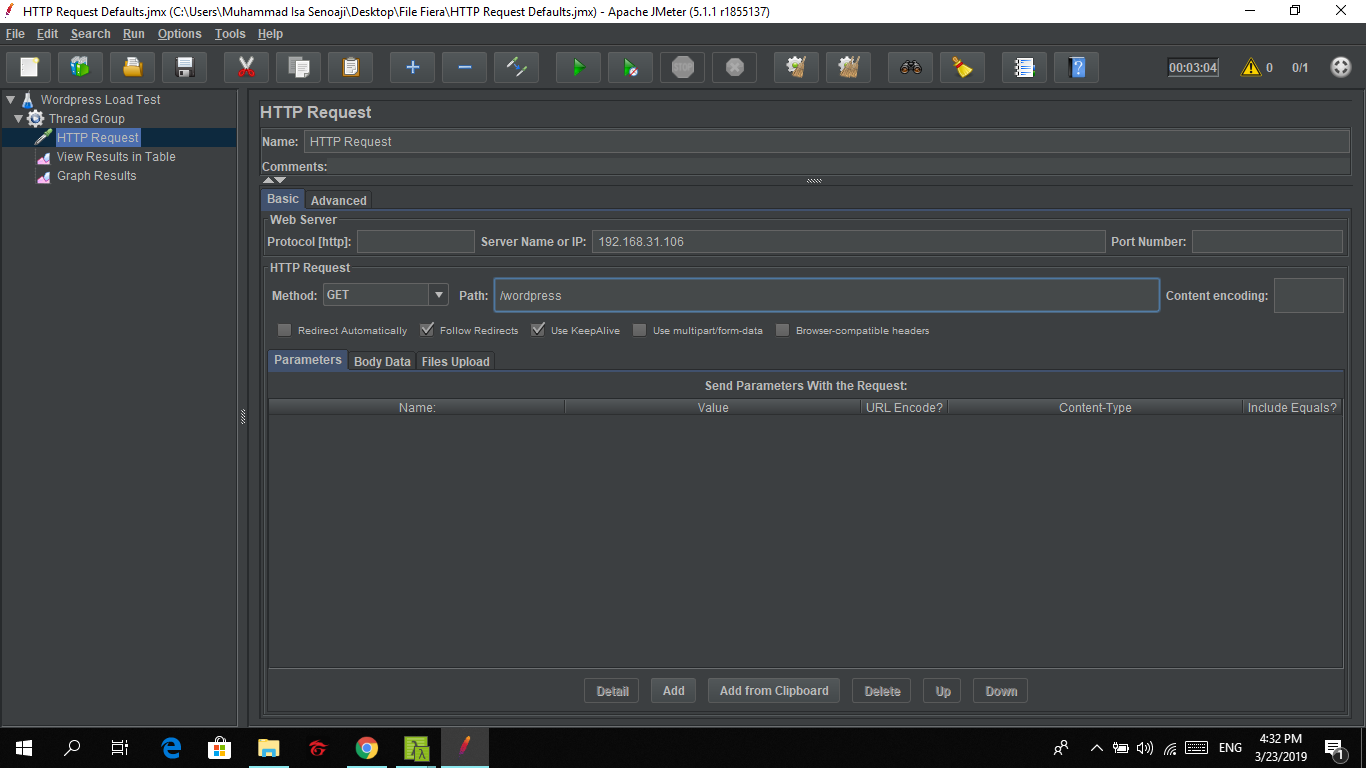 HTTP Request Defaults.jmx (C:\Users\Muhammad Isa Senoaji\Desktop\File Fiera\HTTP Request Defaults.jmx) - Apache JMeter (5.1.1 r1855137)
File Edit Search Run Options Tools Help
STOP 00:03:04 0 0/1
Wordpress Load Test
Thread Group
HTTP Request
View Results in Table
Graph Results
HTTP Request
Name: HTTP Request
Comments:
Basic Advanced
Web Server
Protocol [http]: Server Name or IP: 192.168.31.106 Port Number:
HTTP Request
Method: GET Path: /wordpress Content encoding:
Redirect Automatically Follow Redirects Use KeepAlive Use multipart/form-data Browser-compatible headers
Parameters Body Data Files Upload
Send Parameters With the Request:
Name: Value URL Encode? Content-Type Include Equals?
Detail Add Add from Clipboard Delete Up Down
ENG 4:32 PM
3/23/2019 1